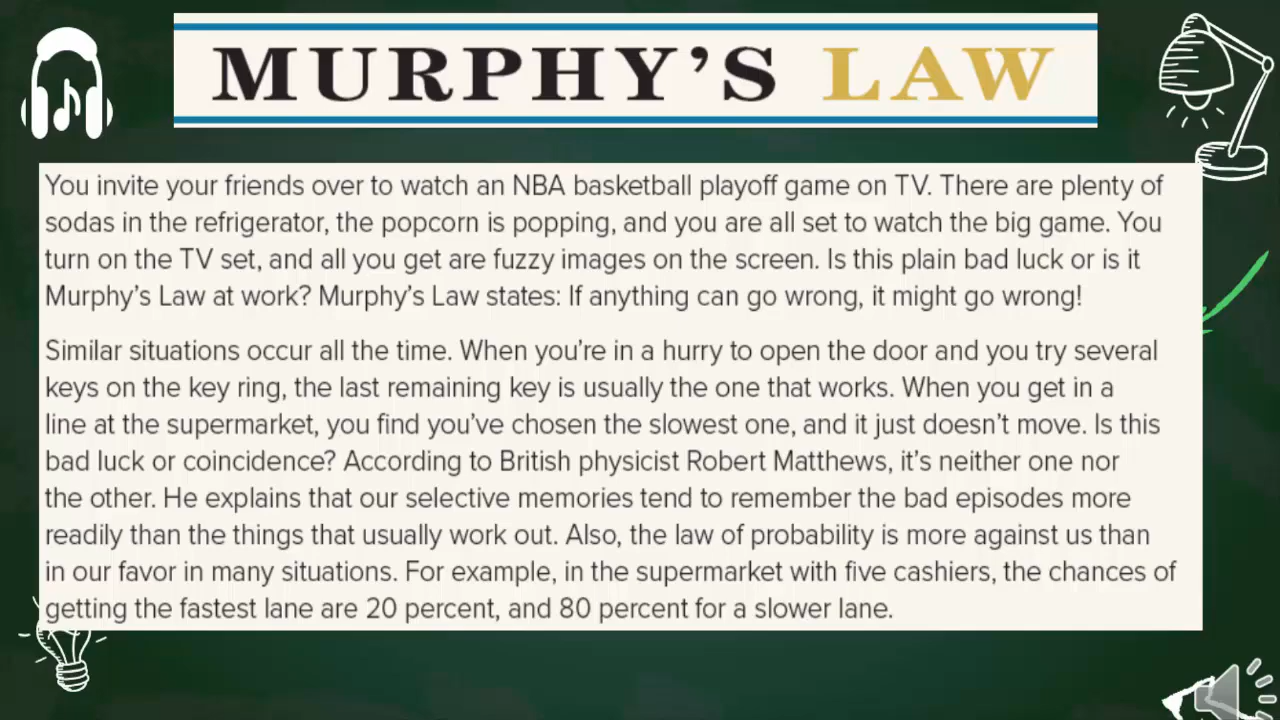 MURPHY'S LAW
You invite your friends over to watch an NBA basketball playoff game on TV. There are plenty of
sodas in the refrigerator, the popcorn is popping, and you are all set to watch the big game. You
turn on the TV set, and all you get are fuzzy images on the screen. Is this plain bad luck or is it
Murphy's Law at work? Murphy's Law states: If anything can go wrong, it might go wrong!
Similar situations occur all the time. When you're in a hurry to open the door and you try several
keys on the key ring, the last remaining key is usually the one that works. When you get in a
line at the supermarket, you find you've chosen the slowest one, and it just doesn't move. Is this
bad luck or coincidence? According to British physicist Robert Matthews, it's neither one nor
the other. He explains that our selective memories tend to remember the bad episodes more
readily than the things that usually work out. Also, the law of probability is more against us than
in our favor in many situations. For example, in the supermarket with five cashiers, the chances of
getting the fastest lane are 20 percent, and 80 percent for a slower lane.